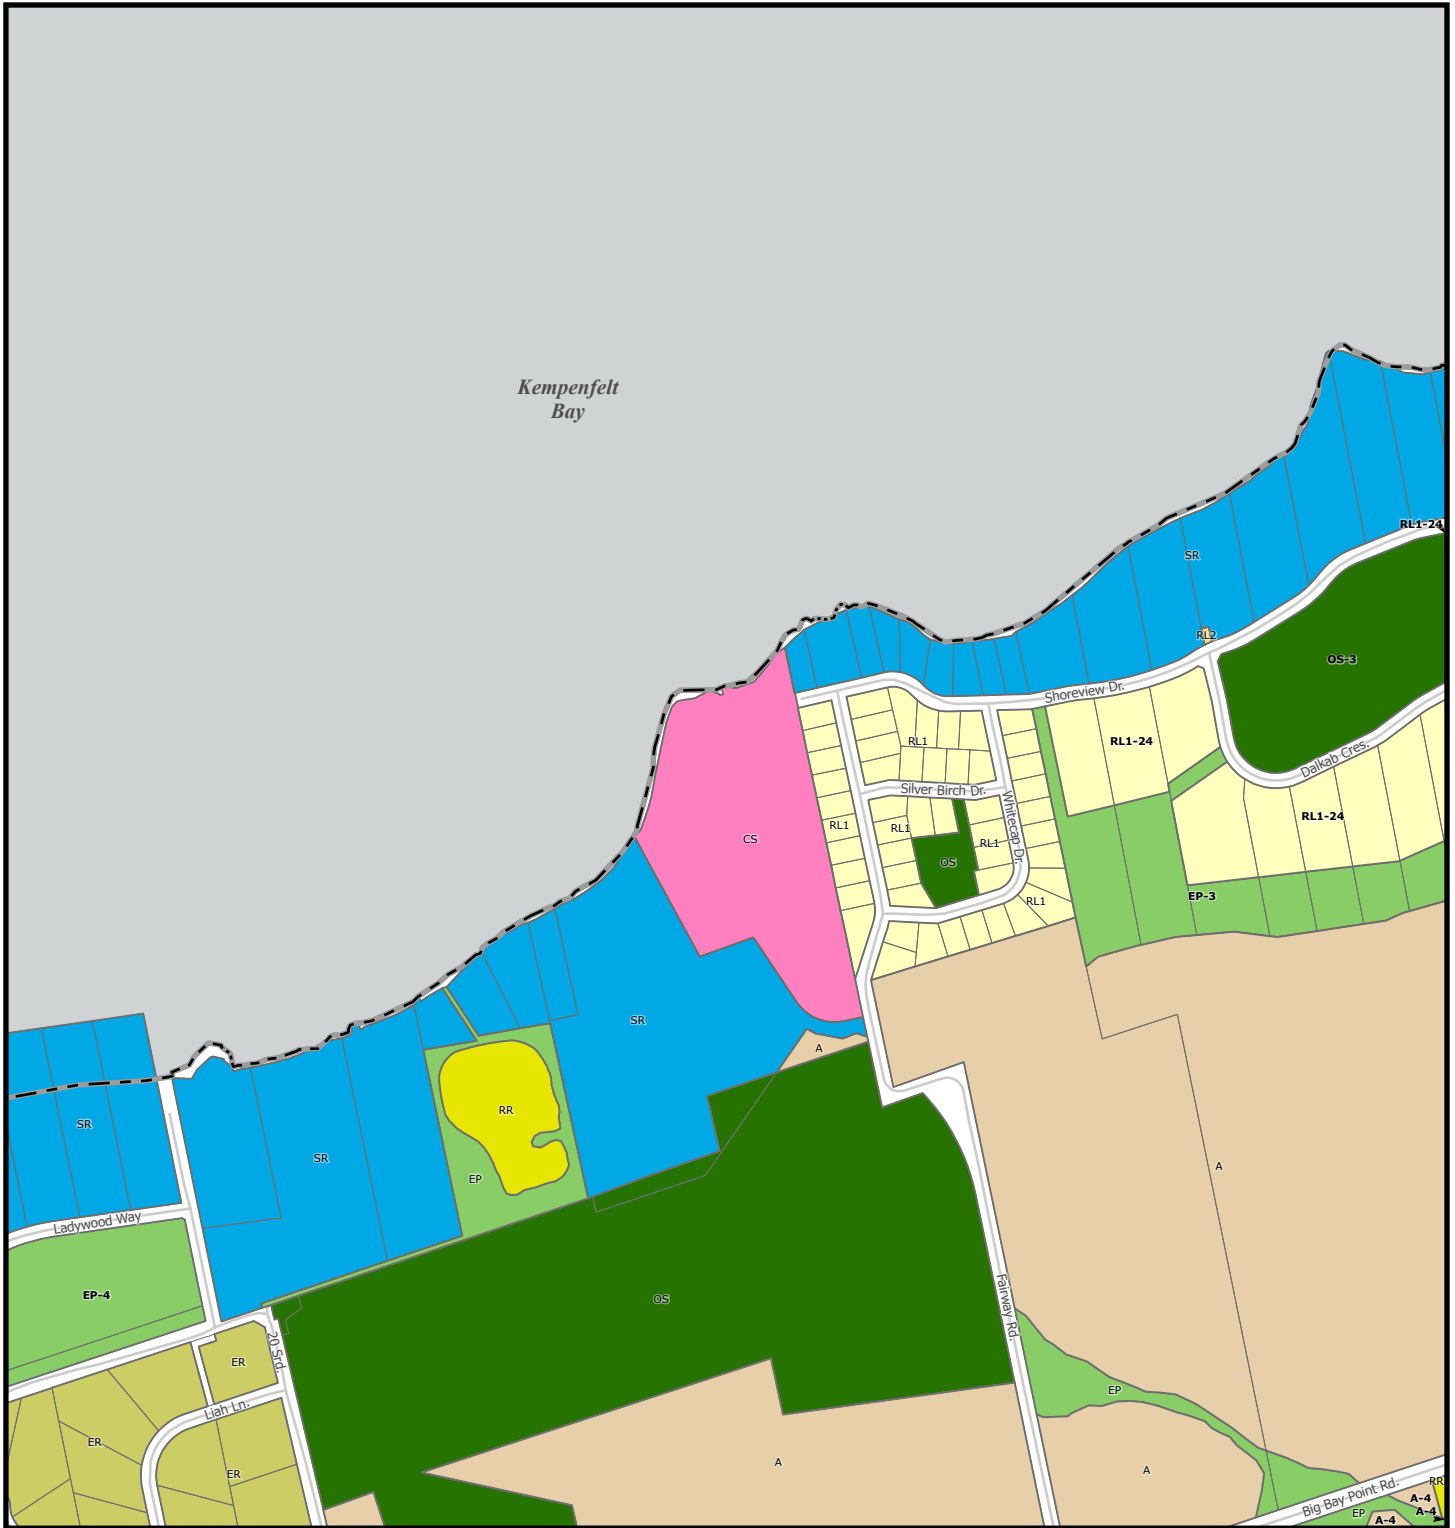 Kempenfelt
Bay
RL1-24
SR
RL2
OS-3
Shoreview Dr.
RL1
RL1-24
Dalkab Cres.
Silver Birch Dr.
Whitecap Dr.
RL1-24
RL1
RL1
CS
RL1
OS
EP-3
RL1
SR
A
RR
SR
SR
A
EP
Ladywood Way
EP-4
OS
Fairway Rd.
20 Srd.
ER
EP
Liah Ln.
ER
A
A
ER
RR
Big Bay Point Rd.
A-4
A-4
EP
A-4